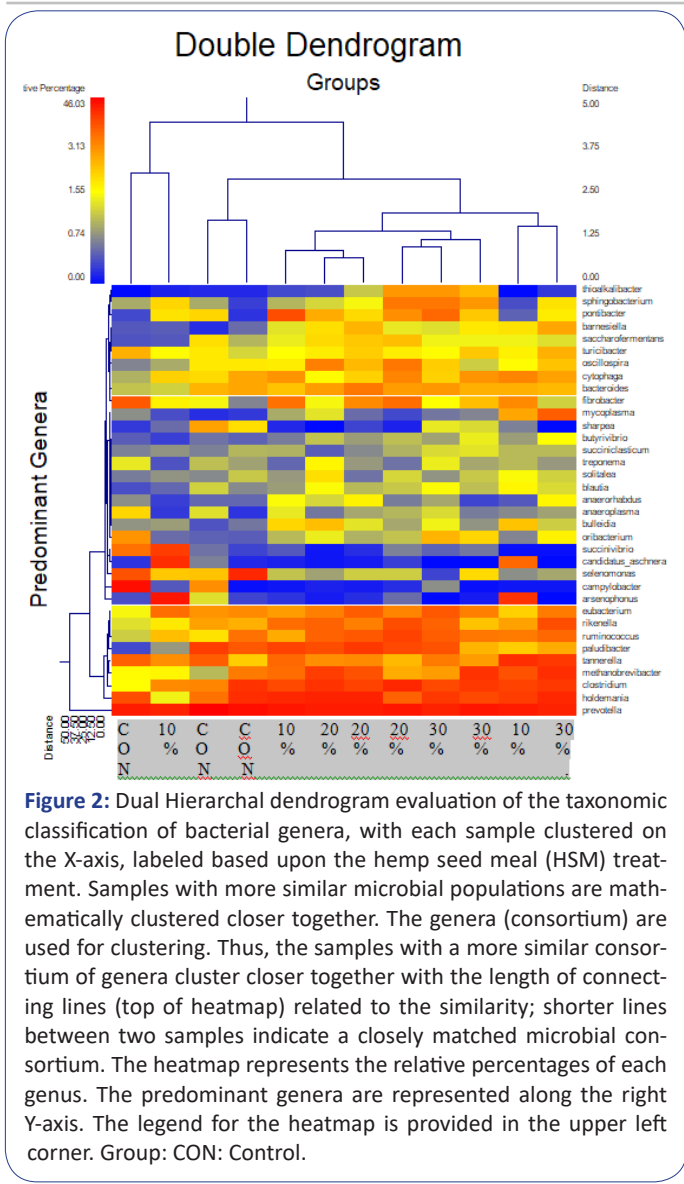 Double Dendrogram
Groups
tive Percentage
46.03
3.13
1.55
0.74
0.00
Distance
5.00
3.75
2.50
1.25
0.00
Predominant Genera
thioalkalibacter
sphingobacterium
pontibacter
barnesiella
saccharofermentans
turicibacter
oscillospira
cytophaga
bacteroides
fibrobacter
mycoplasma
sharpea
butyrivibrio
succiniclasticum
treponema
solitalea
blautia
anaerorhabdus
anaeroplasma
bulleidia
oribacterium
succinivibrio
candidatus_aschnera
selenomonas
campylobacter
arsenophonus
eubacterium
rikenella
ruminococcus
paludibacter
tannerella
methanobrevibacter
clostridium
holdemania
prevotella
Distance
50.00
37.50
12.50
0.00
C 10 C C 10 20 20 20 30 30 10 30
O % O O % % % % % % % %
N N N .
Figure 2: Dual Hierarchal dendrogram evaluation of the taxonomic
classification of bacterial genera, with each sample clustered on
the X-axis, labeled based upon the hemp seed meal (HSM) treat-
ment. Samples with more similar microbial populations are math-
ematically clustered closer together. The genera (consortium) are
used for clustering. Thus, the samples with a more similar consor-
tium of genera cluster closer together with the length of connect-
ing lines (top of heatmap) related to the similarity; shorter lines
between two samples indicate a closely matched microbial con-
sortium. The heatmap represents the relative percentages of each
genus. The predominant genera are represented along the right
Y-axis. The legend for the heatmap is provided in the upper left
corner. Group: CON: Control.